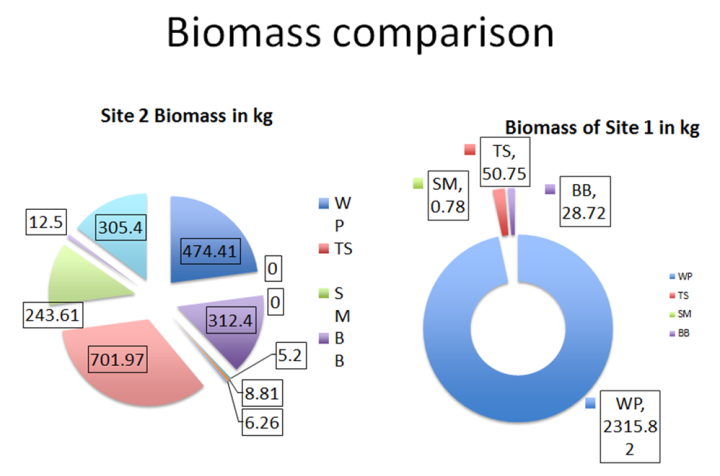 Biomass comparison
Site 2 Biomass in kg
305.4
12.5
474.41
0
0
312.4
243.61
701.97
5.2
8.81
6.26
W
P
TS
S
M
B
B
Biomass of Site 1 in kg
TS,
50.75
SM,
0.78
BB,
28.72
WP,
2315.8
2
WP
TS
SM
BB